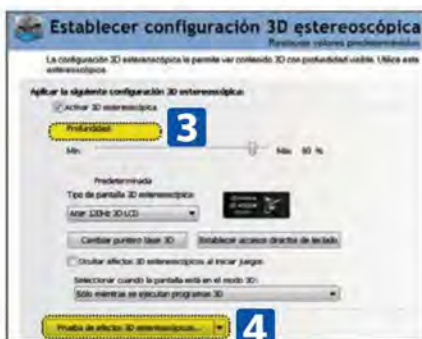 Establecer configuración 3D estereoscópica
Restaurar valores predeterminados
La configuración 3D estereoscópica le permite ver contenido 3D con profundidad visible. Utilice este
estereoscópica
Aplicar la siguiente configuración 3D estereoscópica:
Activar 3D estereoscópica
Profundidad:
3
Mín Máx 80 %
Predeterminada
Tipo de pantalla 3D estereoscópica:
Acer 120Hz 3D LCD
Cambiar puntero láser 3D Establecer accesos directos de teclado
Ocultar efectos 3D estereoscópicos al iniciar juegos
Seleccionar cuando la pantalla está en el modo 3D:
Sólo mientras se ejecutan programas 3D
Prueba de efectos 3D estereoscópicos...
4